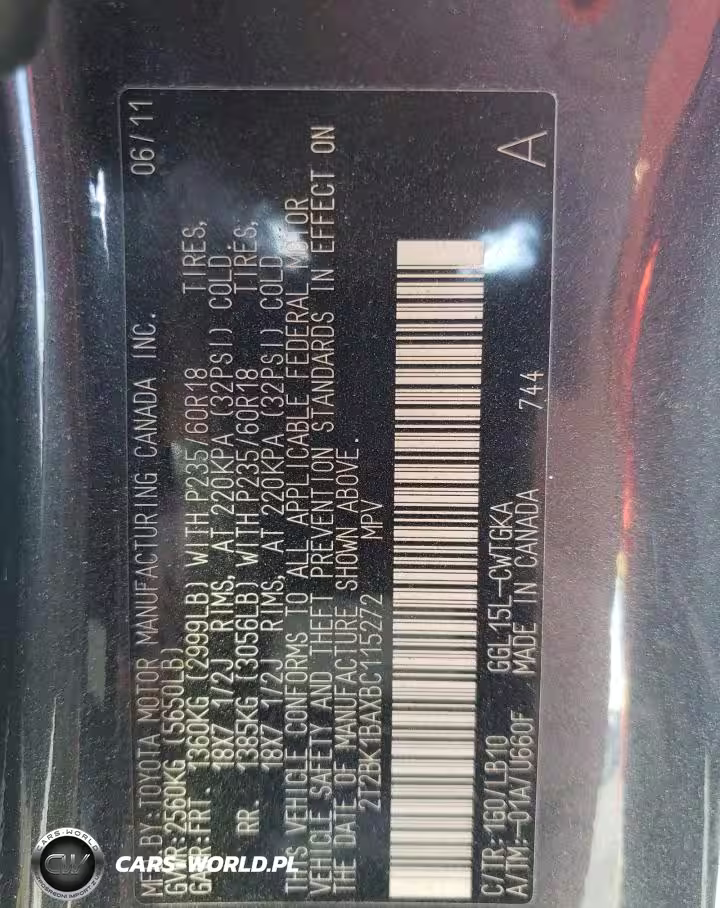 MFD BY: TOYOTA MOTOR MANUFACTURING CANADA INC. 06/11
GVWR:2560KG (5650LB)
GAWR:FRT. 1360KG (2999LB) WITH P235/60R18 TIRES,
18X7 1/2J RIMS, AT 220KPA (32PSI) COLD.
RR. 1385KG (3056LB) WITH P235/60R18 TIRES,
18X7 1/2J RIMS, AT 220KPA (32PSI) COLD.
THIS VEHICLE CONFORMS TO ALL APPLICABLE FEDERAL MOTOR
VEHICLE SAFETY AND THEFT PREVENTION STANDARDS IN EFFECT ON
THE DATE OF MANUFACTURE SHOWN ABOVE.
2T2BK1BAXBC115272 MPV
C/TR: 1G0/LB10 GGL15L-CWTGKA 744
A/TM:-01A/U660F MADE IN CANADA A
CARS-WORLD
CW
CARS-WORLD.PL